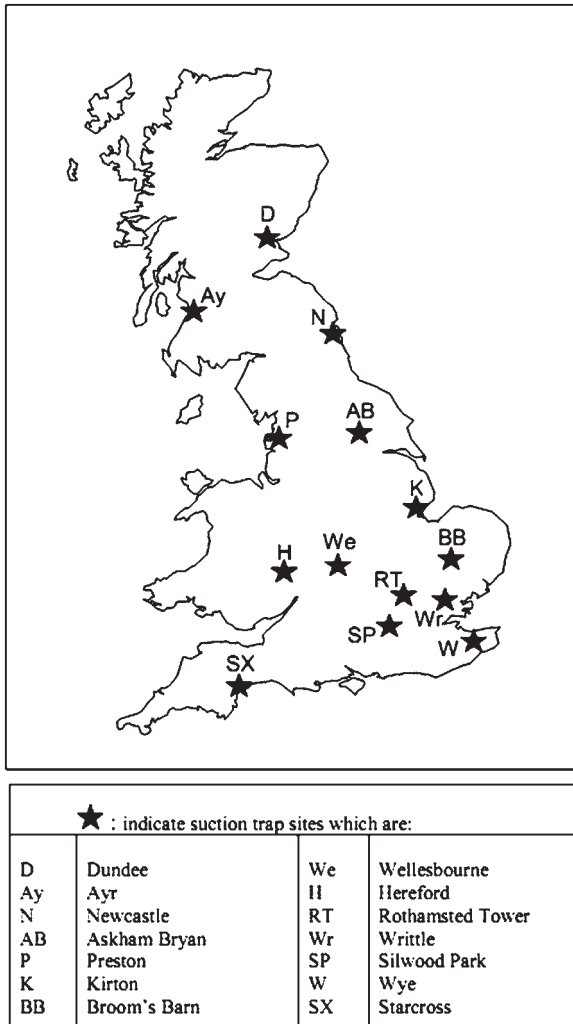 D
Ay
N
AB
P
K
BB
We
H
RT
Wr
SP
W
SX
★ : indicate suction trap sites which are:
D Dundee We Wellesbourne
Ay Ayr H Hereford
N Newcastle RT Rothamsted Tower
AB Askham Bryan Wr Writtle
P Preston SP Silwood Park
K Kirton W Wye
BB Broom's Barn SX Starcross